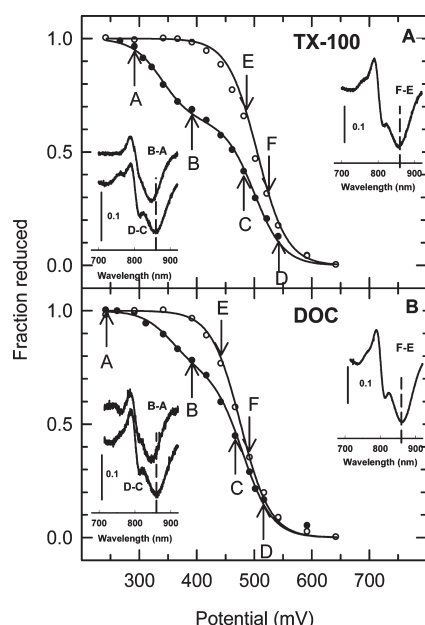 Fraction reduced
1.0
0.5
0.0
TX-100
A
A
B
C
D
E
F
B-A
D-C
0.1
700 800 900
Wavelength (nm)
F-E
0.1
700 800 900
Wavelength (nm)
1.0
0.5
0.0
DOC
B
A
B
C
D
E
F
B-A
D-C
0.1
700 800 900
Wavelength (nm)
F-E
0.1
700 800 900
Wavelength (nm)
300 400 500 600 700
Potential (mV)